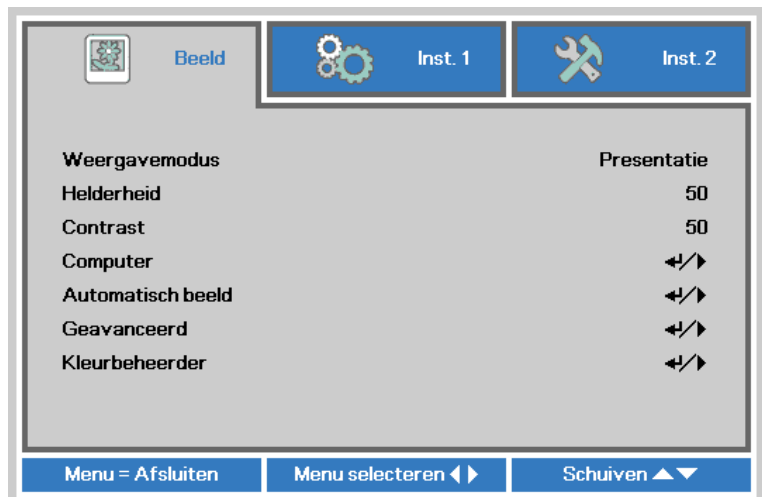 Beeld Inst. 1 Inst. 2
Weergavemodus Presentatie
Helderheid 50
Contrast 50
Computer
Automatisch beeld
Geavanceerd
Kleurbeheerder
Menu = Afsluiten Menu selecteren Schuiven